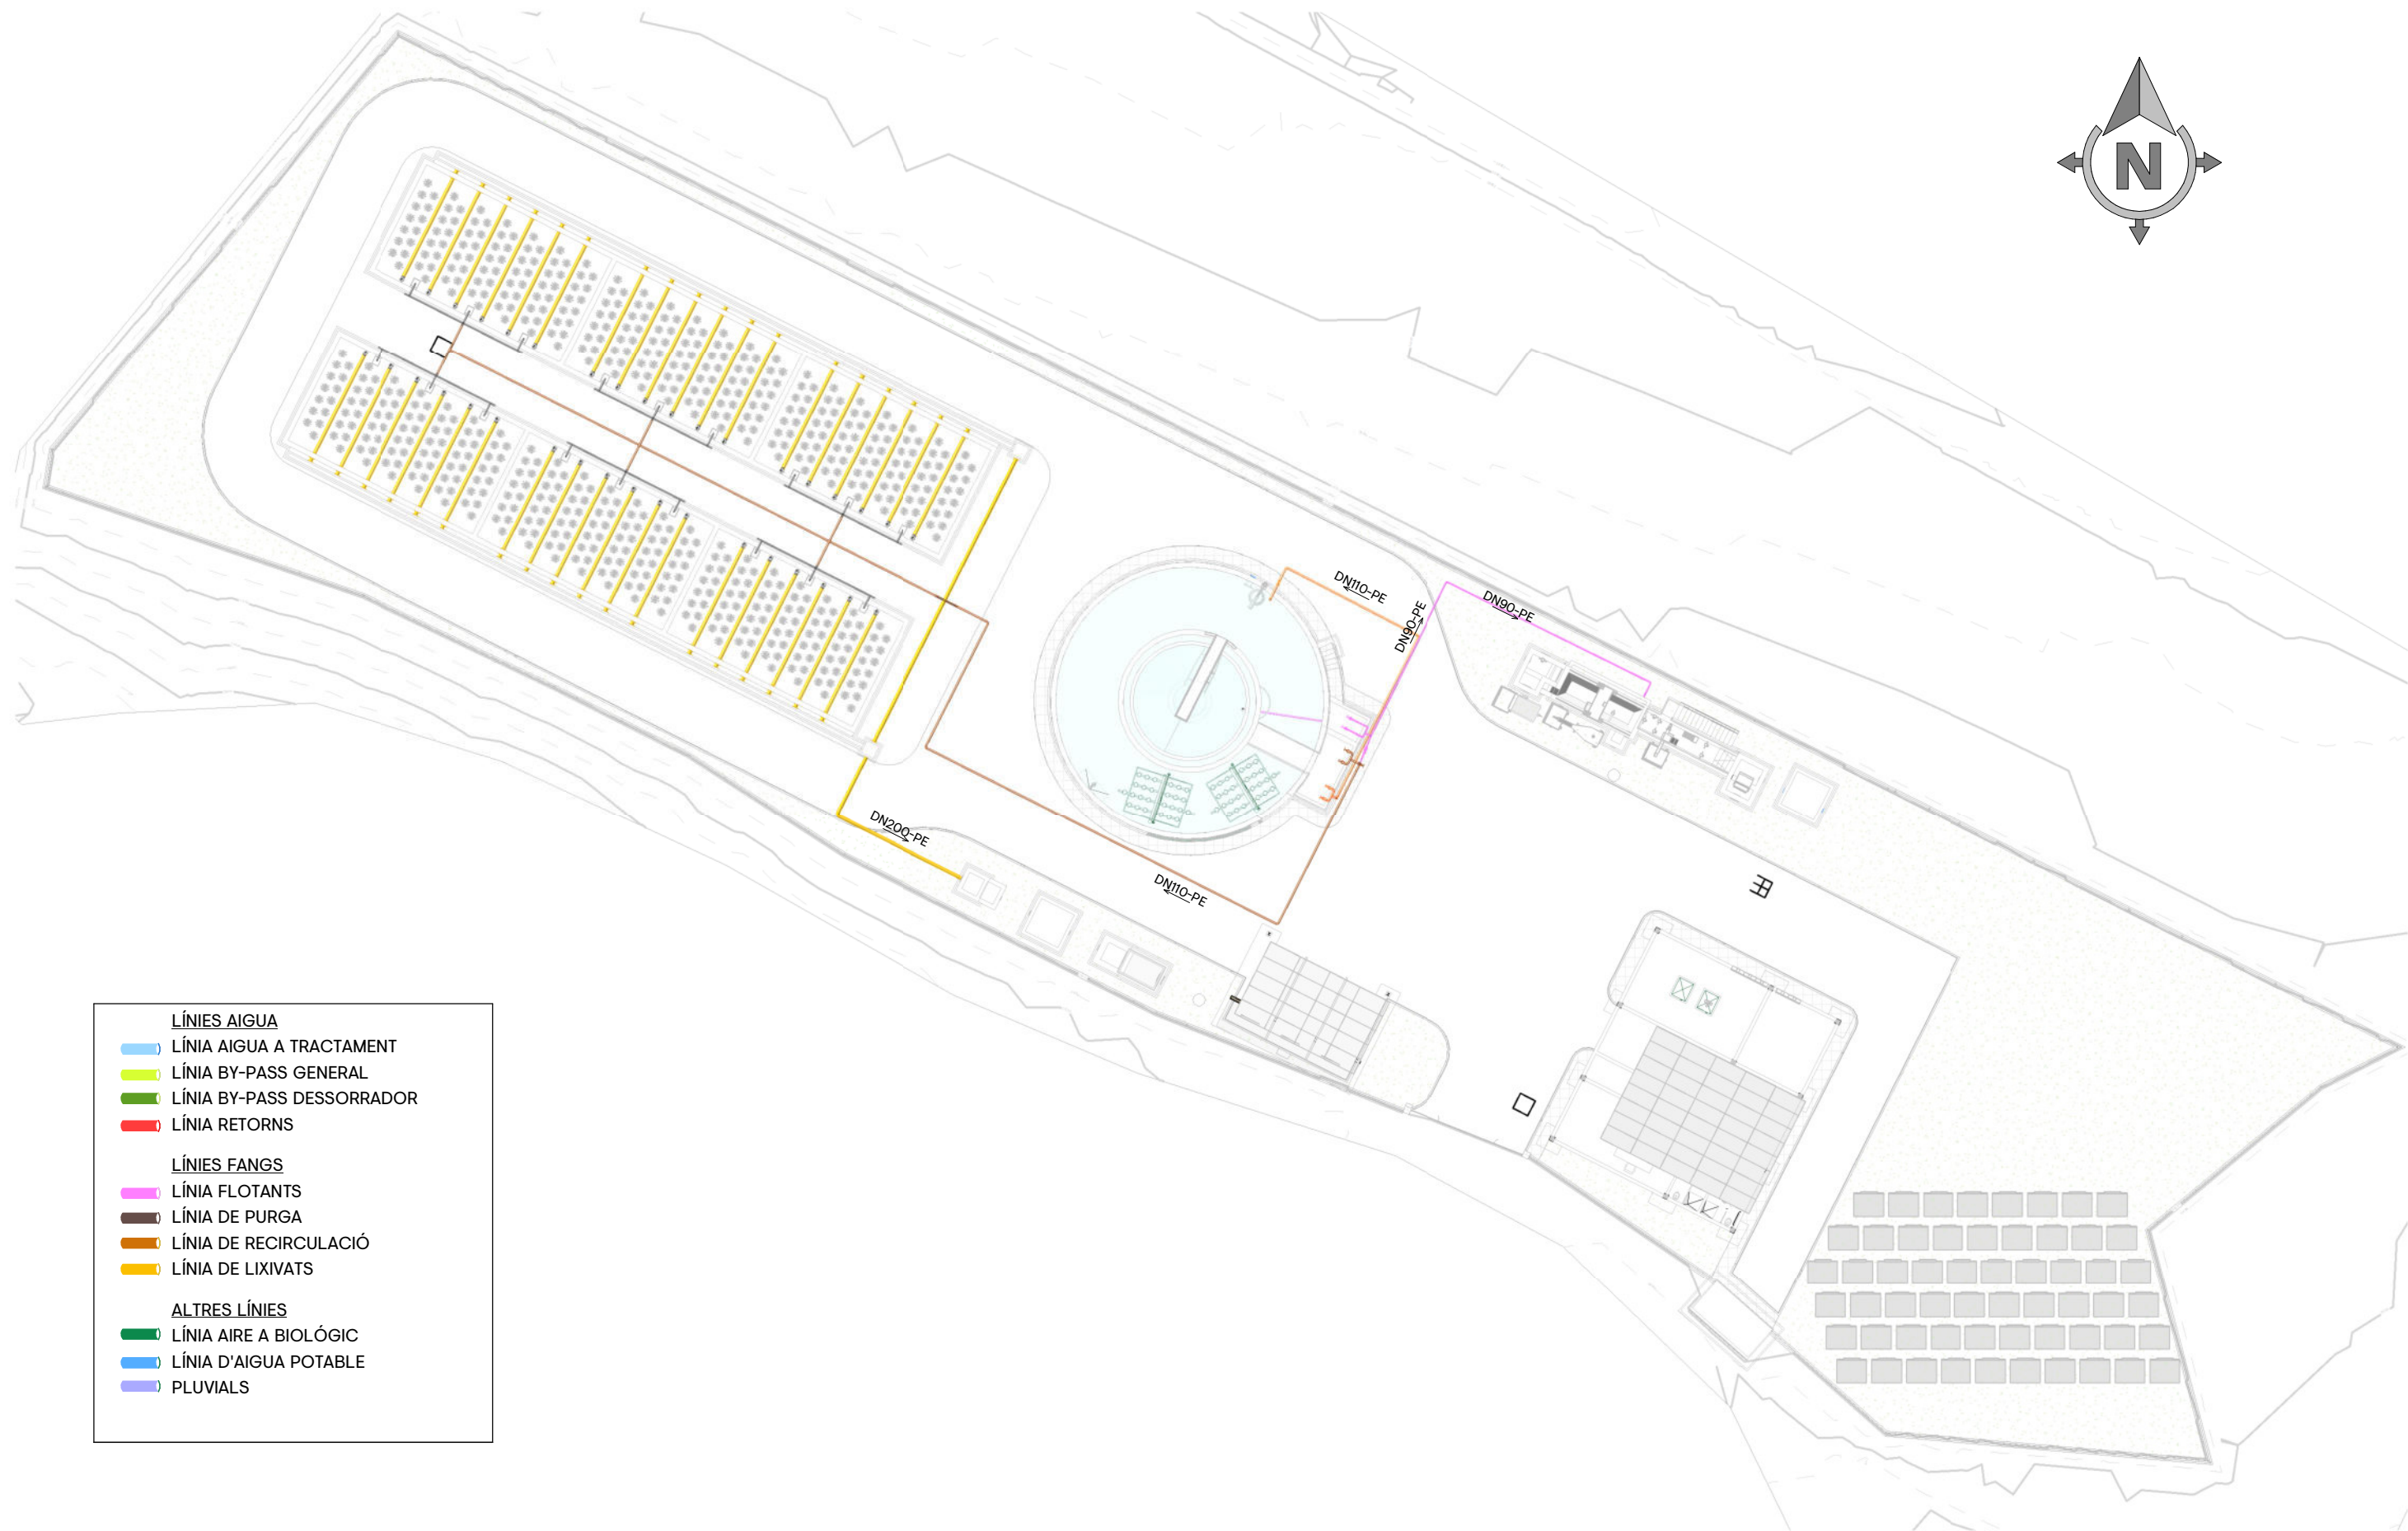 N
DN110-PE
DN90-PE
DN90-PE
DN200-PE
DN110-PE
LÍNIES AIGUA
LÍNIA AIGUA A TRACTAMENT
LÍNIA BY-PASS GENERAL
LÍNIA BY-PASS DESSORRADOR
LÍNIA RETORNS
LÍNIES FANGS
LÍNIA FLOTANTS
LÍNIA DE PURGA
LÍNIA DE RECIRCULACIÓ
LÍNIA DE LIXIVATS
ALTRES LÍNIES
LÍNIA AIRE A BIOLÓGIC
LÍNIA D'AIGUA POTABLE
PLUVIALS